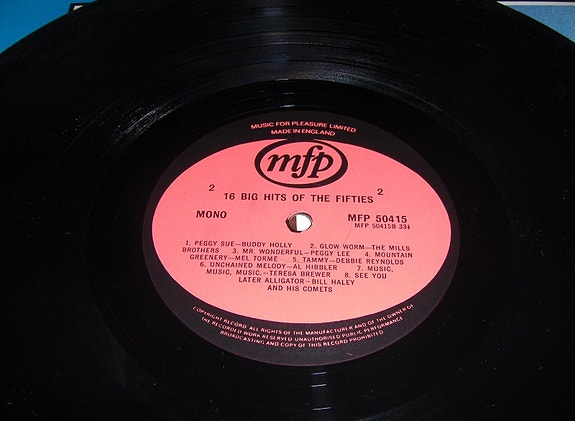 MUSIC FOR PLEASURE LIMITED
MADE IN ENGLAND
mfp
2 2
16 BIG HITS OF THE FIFTIES
MONO MFP 50415
MFP 50415B 33⅓
1. PEGGY SUE—BUDDY HOLLY 2. GLOW WORM—THE MILLS
BROTHERS 3. MR. WONDERFUL—PEGGY LEE 4. MOUNTAIN
GREENERY—MEL TORME 5. TAMMY—DEBBIE REYNOLDS
6. UNCHAINED MELODY—AL HIBBLER 7. MUSIC,
MUSIC, MUSIC,—TERESA BREWER 8. SEE YOU
LATER ALLIGATOR—BILL HALEY
AND HIS COMETS
COPYRIGHT RECORD ALL RIGHTS OF THE MANUFACTURER AND OF THE OWNER OF
THE RECORDED WORK RESERVED UNAUTHORISED PUBLIC PERFORMANCE
BROADCASTING AND COPY OF THIS RECORD PROHIBITED